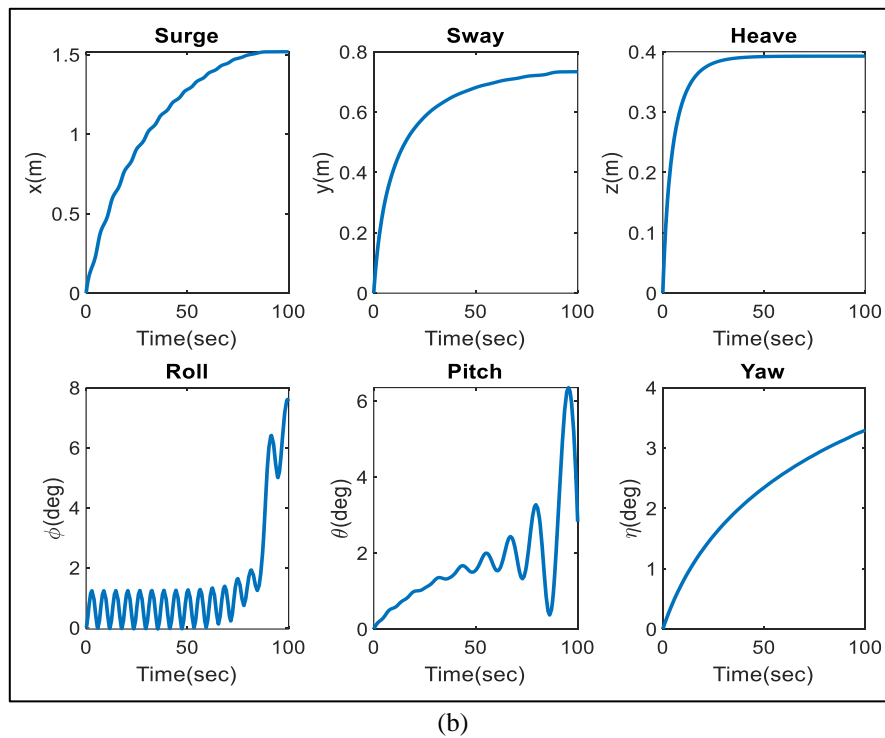 Surge
1.5
1
0.5
0
x(m)
0 50 100
Time(sec)
Sway
0.8
0.6
0.4
0.2
0
y(m)
0 50 100
Time(sec)
Heave
0.4
0.3
0.2
0.1
0
z(m)
0 50 100
Time(sec)
Roll
8
6
4
2
0
ϕ(deg)
0 50 100
Time(sec)
Pitch
6
4
2
0
θ(deg)
0 50 100
Time(sec)
Yaw
4
3
2
1
0
η(deg)
0 50 100
Time(sec)
(b)